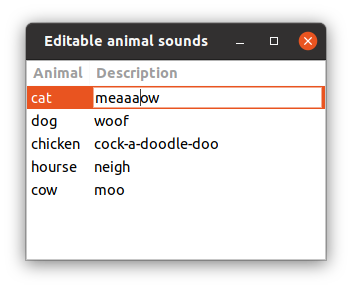 Editable animal sounds
Animal Description
cat meaaaow
dog woof
chicken cock-a-doodle-doo
hourse neigh
cow moo